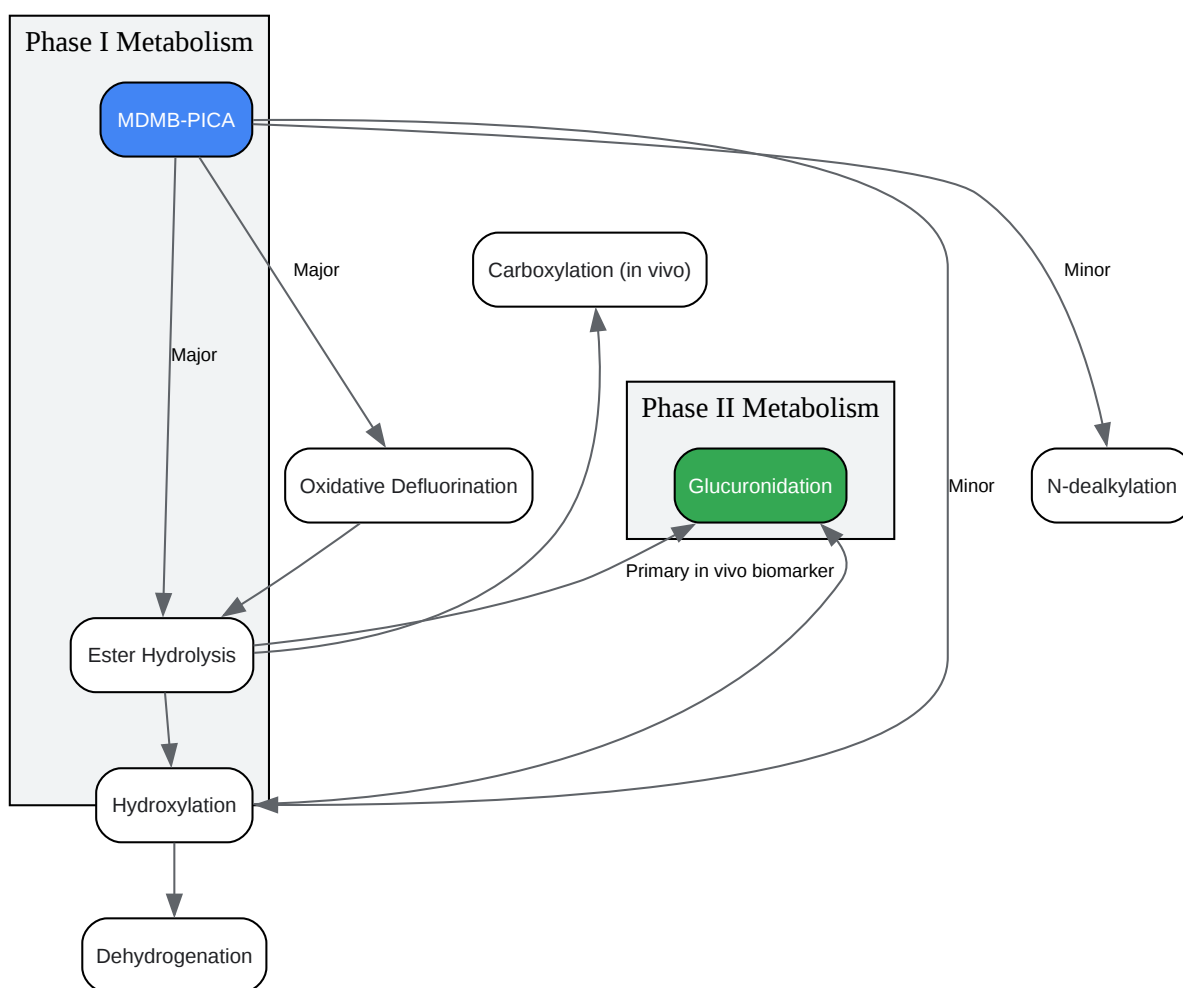 Phase I Metabolism
MDMB-PICA
Carboxylation (in vivo)
Major
Minor
Major
Phase II Metabolism
Oxidative Defluorination
Glucuronidation
Minor
N-dealkylation
Primary in vivo biomarker
Ester Hydrolysis
Hydroxylation
Dehydrogenation